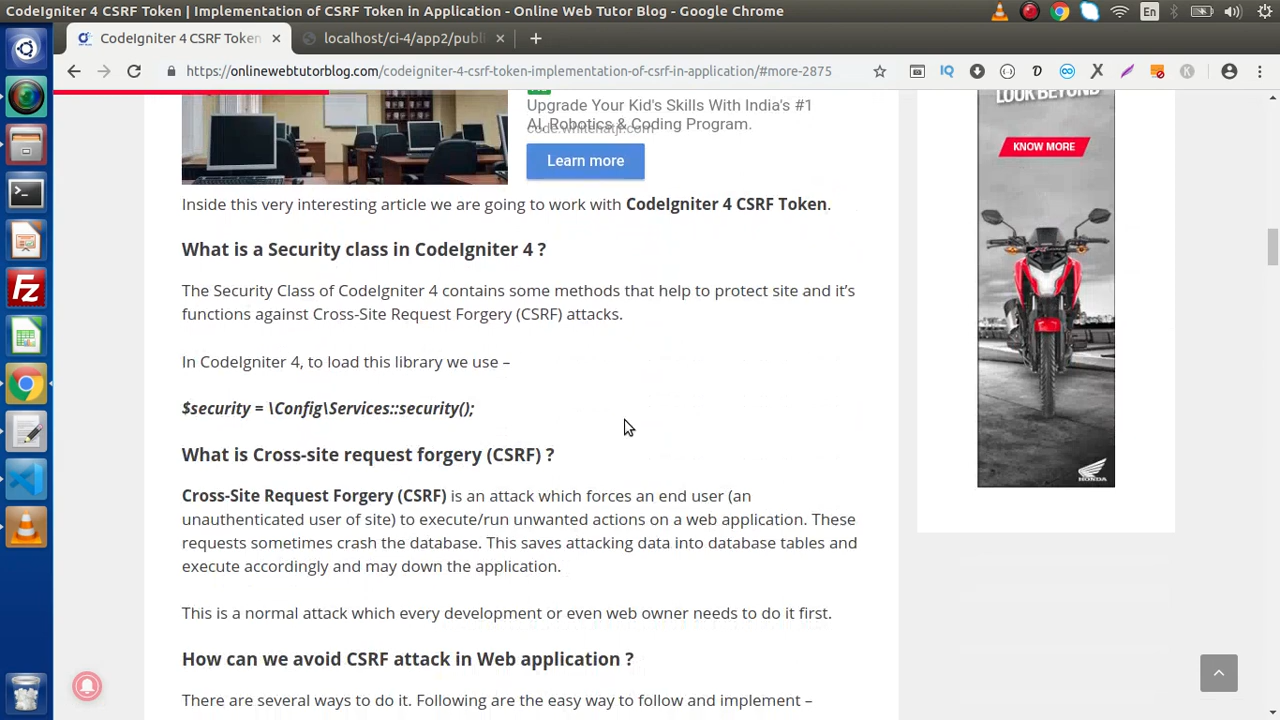 CodeIgniter 4 CSRF Token | Implementation of CSRF Token in Application - Online Web Tutor Blog - Google Chrome
En
CodeIgniter 4 CSRF Token
localhost/ci-4/app2/publ
https://onlinewebtutorblog.com/codeigniter-4-csrf-token-implementation-of-csrf-in-application/#more-2875
IQ
LOOK BEYOND
Upgrade Your Kid's Skills With India's #1
AI, Robotics & Coding Program.
code.whitehatjr.com
Learn more
KNOW MORE
Inside this very interesting article we are going to work with CodeIgniter 4 CSRF Token.
What is a Security class in CodeIgniter 4 ?
The Security Class of CodeIgniter 4 contains some methods that help to protect site and it's
functions against Cross-Site Request Forgery (CSRF) attacks.
In CodeIgniter 4, to load this library we use –
$security = \Config\Services::security();
HONDA
What is Cross-site request forgery (CSRF) ?
Cross-Site Request Forgery (CSRF) is an attack which forces an end user (an
unauthenticated user of site) to execute/run unwanted actions on a web application. These
requests sometimes crash the database. This saves attacking data into database tables and
execute accordingly and may down the application.
This is a normal attack which every development or even web owner needs to do it first.
How can we avoid CSRF attack in Web application ?
There are several ways to do it. Following are the easy way to follow and implement –